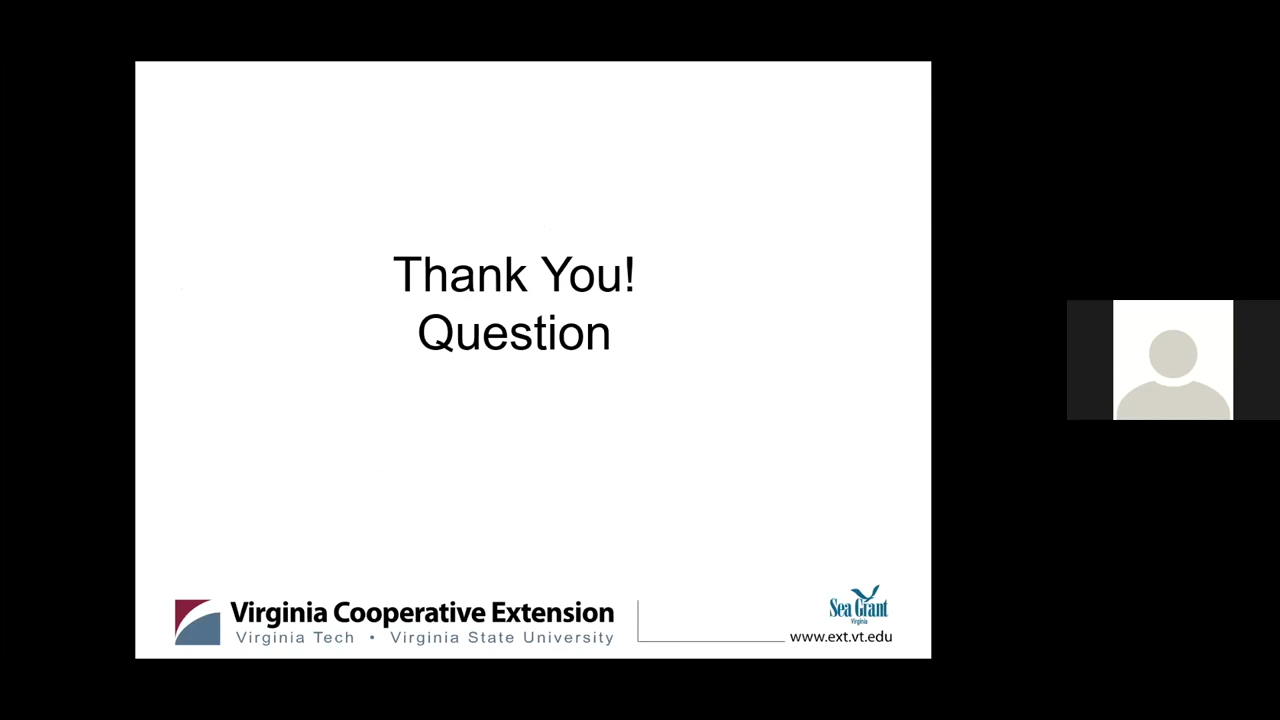 Thank You!
Question
Virginia Cooperative Extension
Virginia Tech • Virginia State University
Sea Grant
Virginia
www.ext.vt.edu